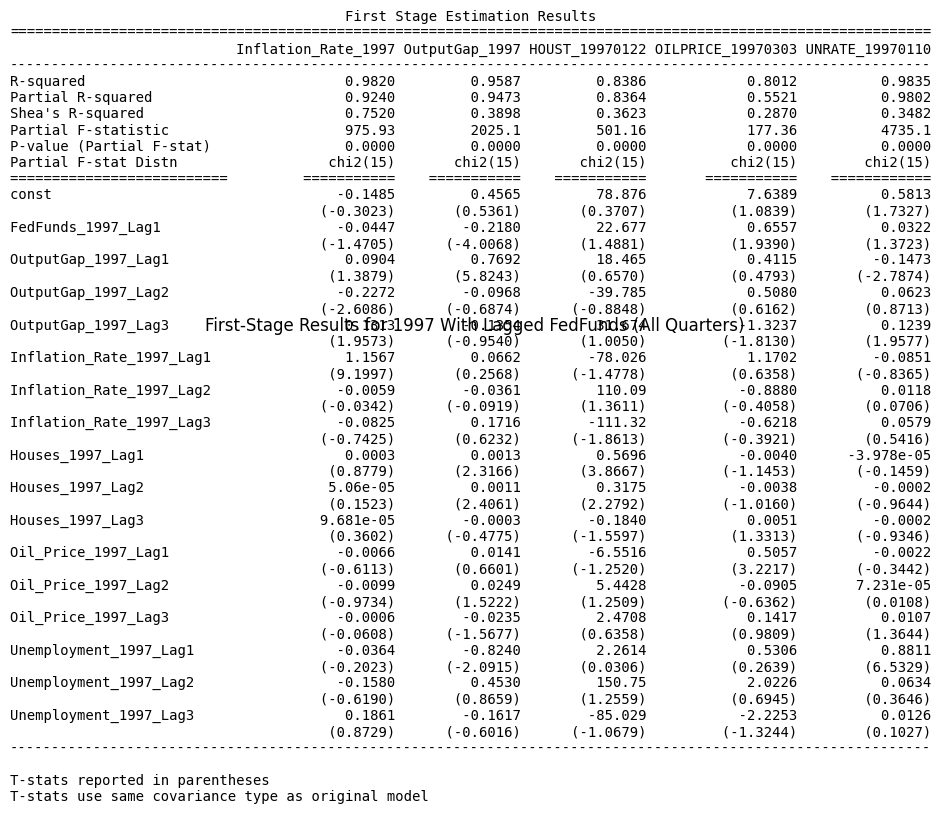 First Stage Estimation Results
================================================================================================================
Inflation_Rate_1997 OutputGap_1997 HOUST_19970122 OILPRICE_19970303 UNRATE_19970110
----------------------------------------------------------------------------------------------------------------
R-squared 0.9820 0.9587 0.8386 0.8012 0.9835
Partial R-squared 0.9240 0.9473 0.8364 0.5521 0.9802
Shea's R-squared 0.7520 0.3898 0.3623 0.2870 0.3482
Partial F-statistic 975.93 2025.1 501.16 177.36 4735.1
P-value (Partial F-stat) 0.0000 0.0000 0.0000 0.0000 0.0000
Partial F-stat Distn chi2(15) chi2(15) chi2(15) chi2(15) chi2(15)
========================== =========== =========== =========== =========== ============
const -0.1485 0.4565 78.876 7.6389 0.5813
(-0.3023) (0.5361) (0.3707) (1.0839) (1.7327)
FedFunds_1997_Lag1 -0.0447 -0.2180 22.677 0.6557 0.0322
(-1.4705) (-4.0068) (1.4881) (1.9390) (1.3723)
OutputGap_1997_Lag1 0.0904 0.7692 18.465 0.4115 -0.1473
(1.3879) (5.8243) (0.6570) (0.4793) (-2.7874)
OutputGap_1997_Lag2 -0.2272 -0.0968 -39.785 0.5080 0.0623
(-2.6086) (-0.6874) (-0.8848) (0.6162) (0.8713)
First-Stage Results for 1997 With Lagged FedFunds (All Quarters)
OutputGap_1997_Lag3 -1.3237 0.1239
(1.9573) (-0.9540) (1.0050) (-1.8130) (1.9577)
Inflation_Rate_1997_Lag1 1.1567 0.0662 -78.026 1.1702 -0.0851
(9.1997) (0.2568) (-1.4778) (0.6358) (-0.8365)
Inflation_Rate_1997_Lag2 -0.0059 -0.0361 110.09 -0.8880 0.0118
(-0.0342) (-0.0919) (1.3611) (-0.4058) (0.0706)
Inflation_Rate_1997_Lag3 -0.0825 0.1716 -111.32 -0.6218 0.0579
(-0.7425) (0.6232) (-1.8613) (-0.3921) (0.5416)
Houses_1997_Lag1 0.0003 0.0013 0.5696 -0.0040 -3.978e-05
(0.8779) (2.3166) (3.8667) (-1.1453) (-0.1459)
Houses_1997_Lag2 5.06e-05 0.0011 0.3175 -0.0038 -0.0002
(0.1523) (2.4061) (2.2792) (-1.0160) (-0.9644)
Houses_1997_Lag3 9.681e-05 -0.0003 -0.1840 0.0051 -0.0002
(0.3602) (-0.4775) (-1.5597) (1.3313) (-0.9346)
Oil_Price_1997_Lag1 -0.0066 0.0141 -6.5516 0.5057 -0.0022
(-0.6113) (0.6601) (-1.2520) (3.2217) (-0.3442)
Oil_Price_1997_Lag2 -0.0099 0.0249 5.4428 -0.0905 7.231e-05
(-0.9734) (1.5222) (1.2509) (-0.6362) (0.0108)
Oil_Price_1997_Lag3 -0.0006 -0.0235 2.4708 0.1417 0.0107
(-0.0608) (-1.5677) (0.6358) (0.9809) (1.3644)
Unemployment_1997_Lag1 -0.0364 -0.8240 2.2614 0.5306 0.8811
(-0.2023) (-2.0915) (0.0306) (0.2639) (6.5329)
Unemployment_1997_Lag2 -0.1580 0.4530 150.75 2.0226 0.0634
(-0.6190) (0.8659) (1.2559) (0.6945) (0.3646)
Unemployment_1997_Lag3 0.1861 -0.1617 -85.029 -2.2253 0.0126
(0.8729) (-0.6016) (-1.0679) (-1.3244) (0.1027)
----------------------------------------------------------------------------------------------------------------
T-stats reported in parentheses
T-stats use same covariance type as original model